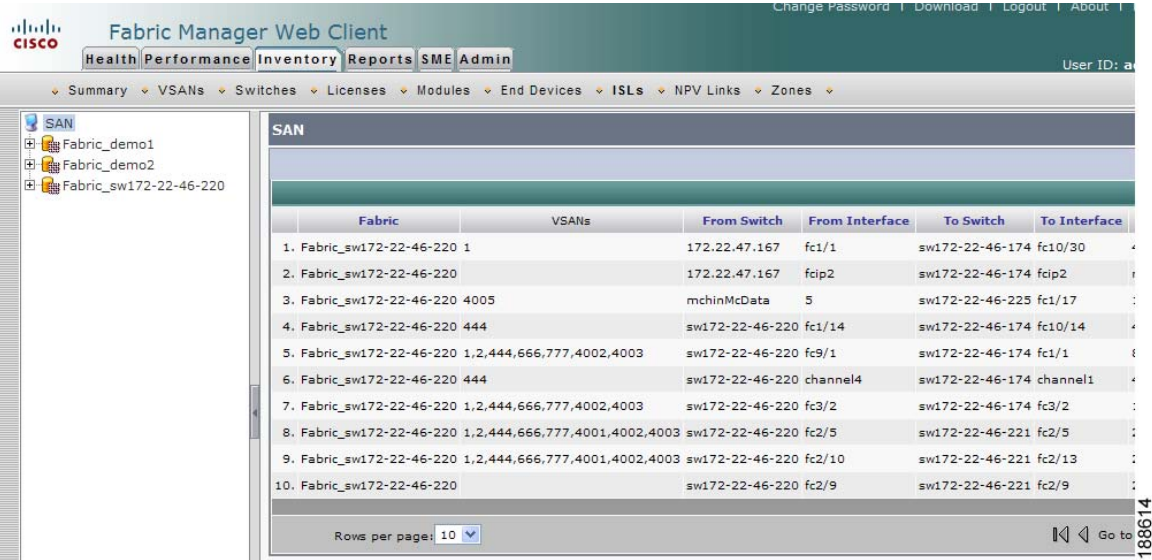 Change Password | Download | Logout | About |
CISCO
Fabric Manager Web Client
Health Performance Inventory Reports SME Admin
User ID:
Summary VSANs Switches Licenses Modules End Devices ISLs NPV Links Zones
SAN
Fabric_demo1
Fabric_demo2
Fabric_sw172-22-46-220
SAN
Fabric VSANs From Switch From Interface To Switch To Interface
1. Fabric_sw172-22-46-220 1 172.22.47.167 fc1/1 sw172-22-46-174 fc10/30
2. Fabric_sw172-22-46-220 172.22.47.167 fcip2 sw172-22-46-174 fcip2
3. Fabric_sw172-22-46-220 4005 mchinMcData 5 sw172-22-46-225 fc1/17
4. Fabric_sw172-22-46-220 444 sw172-22-46-220 fc1/14 sw172-22-46-174 fc10/14
5. Fabric_sw172-22-46-220 1,2,444,666,777,4002,4003 sw172-22-46-220 fc9/1 sw172-22-46-174 fc1/1
6. Fabric_sw172-22-46-220 444 sw172-22-46-220 channel4 sw172-22-46-174 channel1
7. Fabric_sw172-22-46-220 1,2,444,666,777,4002,4003 sw172-22-46-220 fc3/2 sw172-22-46-174 fc3/2
8. Fabric_sw172-22-46-220 1,2,444,666,777,4001,4002,4003 sw172-22-46-220 fc2/5 sw172-22-46-221 fc2/5
9. Fabric_sw172-22-46-220 1,2,444,666,777,4001,4002,4003 sw172-22-46-220 fc2/10 sw172-22-46-221 fc2/13
10. Fabric_sw172-22-46-220 sw172-22-46-220 fc2/9 sw172-22-46-221 fc2/9
Rows per page: 10 Go to
188614